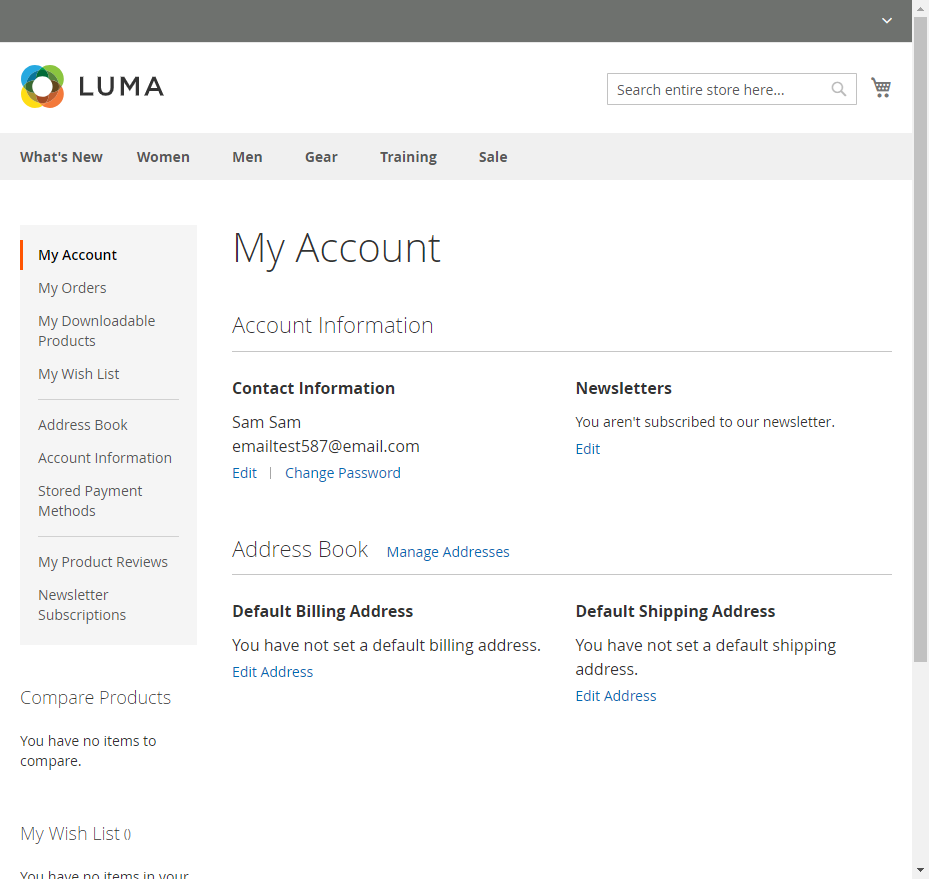 LUMA
Search entire store here...
What's New Women Men Gear Training Sale
My Account
My Orders
My Downloadable
Products
My Wish List
Address Book
Account Information
Stored Payment
Methods
My Product Reviews
Newsletter
Subscriptions
Compare Products
You have no items to
compare.
My Wish List ()
You have no items in your
My Account
Account Information
Contact Information
Sam Sam
emailtest587@email.com
Edit | Change Password
Newsletters
You aren't subscribed to our newsletter.
Edit
Address Book Manage Addresses
Default Billing Address
You have not set a default billing address.
Edit Address
Default Shipping Address
You have not set a default shipping
address.
Edit Address